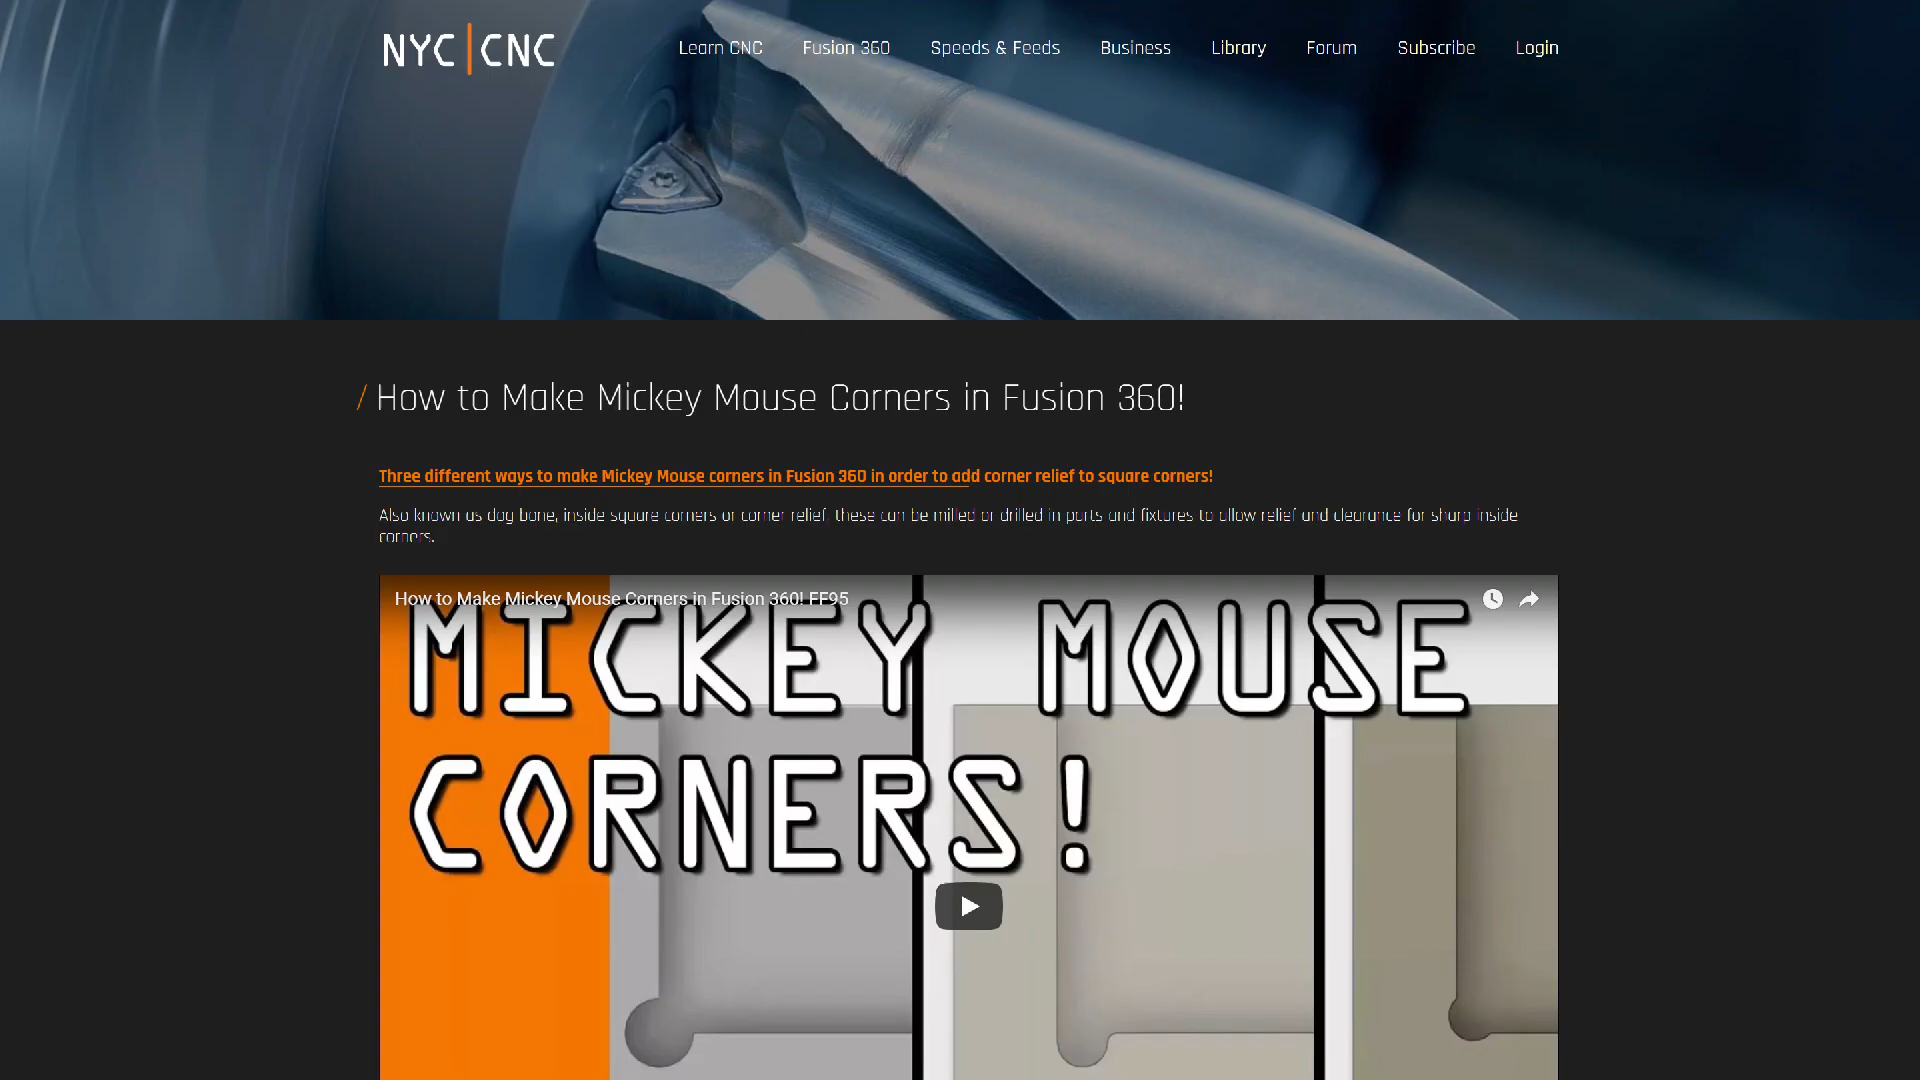 NYC|CNC
Learn CNC Fusion 360 Speeds & Feeds Business Library Forum Subscribe Login
/ How to Make Mickey Mouse Corners in Fusion 360!
Three different ways to make Mickey Mouse corners in Fusion 360 in order to add corner relief to square corners!
Also known as dog bone, inside square corners or corner relief, these can be milled or drilled in parts and fixtures to allow relief and clearance for sharp inside
corners.
How to Make Mickey Mouse Corners in Fusion 360! FF95
MICKEY MOUSE
CORNERS!